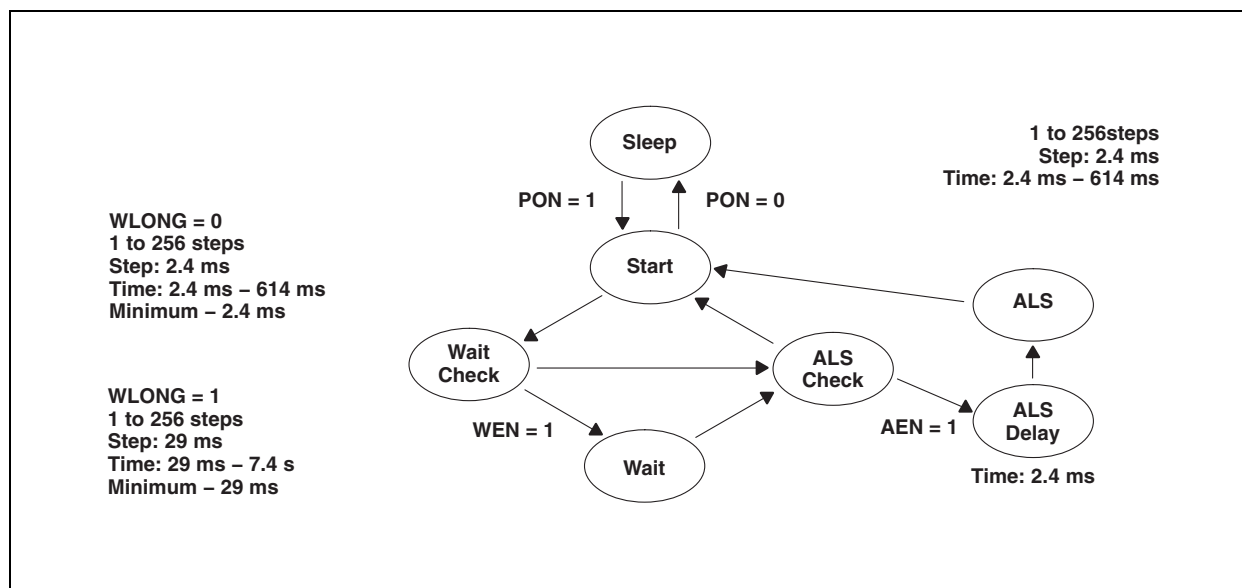 Sleep
1 to 256steps
Step: 2.4 ms
Time: 2.4 ms − 614 ms
PON = 1
PON = 0
WLONG = 0
1 to 256 steps
Step: 2.4 ms
Time: 2.4 ms − 614 ms
Minimum − 2.4 ms
Start
ALS
Wait
Check
ALS
Check
WLONG = 1
1 to 256 steps
Step: 29 ms
Time: 29 ms − 7.4 s
Minimum − 29 ms
WEN = 1
AEN = 1
ALS
Delay
Wait
Time: 2.4 ms